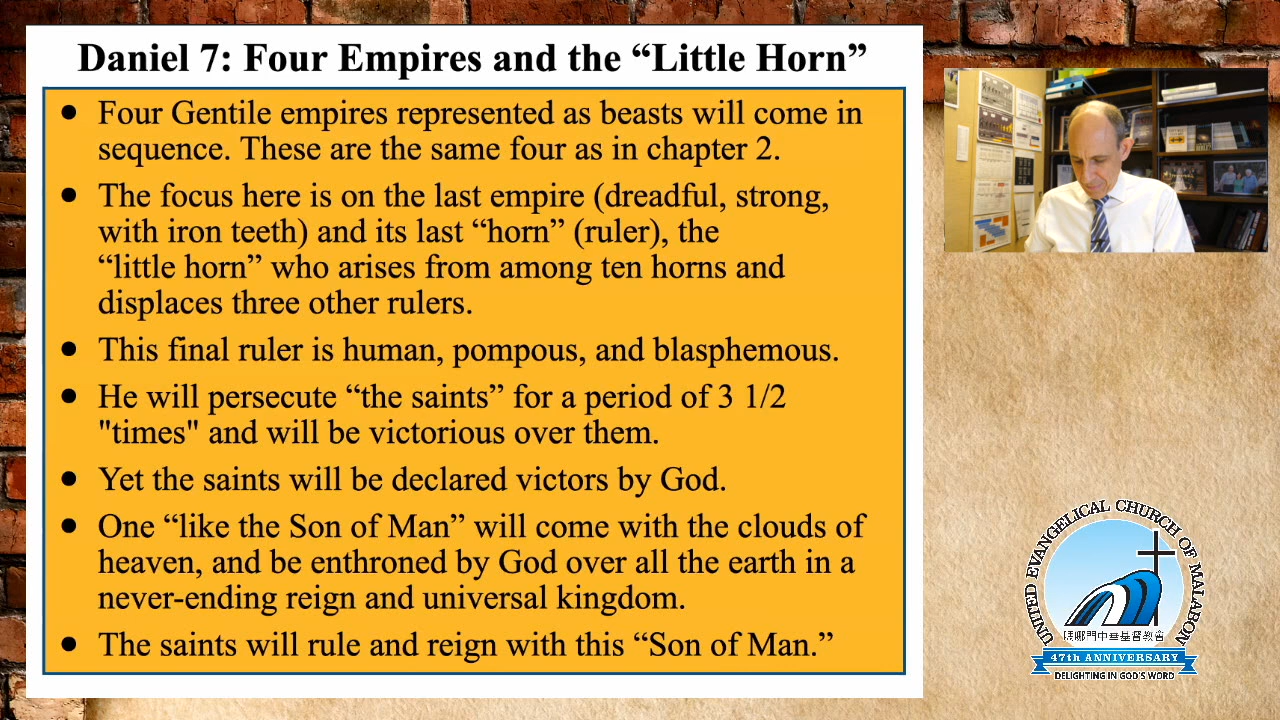 Daniel 7: Four Empires and the “Little Horn”
● Four Gentile empires represented as beasts will come in
sequence. These are the same four as in chapter 2.
● The focus here is on the last empire (dreadful, strong,
with iron teeth) and its last “horn” (ruler), the
“little horn” who arises from among ten horns and
displaces three other rulers.
● This final ruler is human, pompous, and blasphemous.
● He will persecute “the saints” for a period of 3 1/2
"times" and will be victorious over them.
● Yet the saints will be declared victors by God.
● One “like the Son of Man” will come with the clouds of
heaven, and be enthroned by God over all the earth in a
never-ending reign and universal kingdom.
● The saints will rule and reign with this “Son of Man.”
UNITED EVANGELICAL CHURCH OF MALABON
中華基督教會
47th ANNIVERSARY
DELIGHTING IN GOD'S WORD